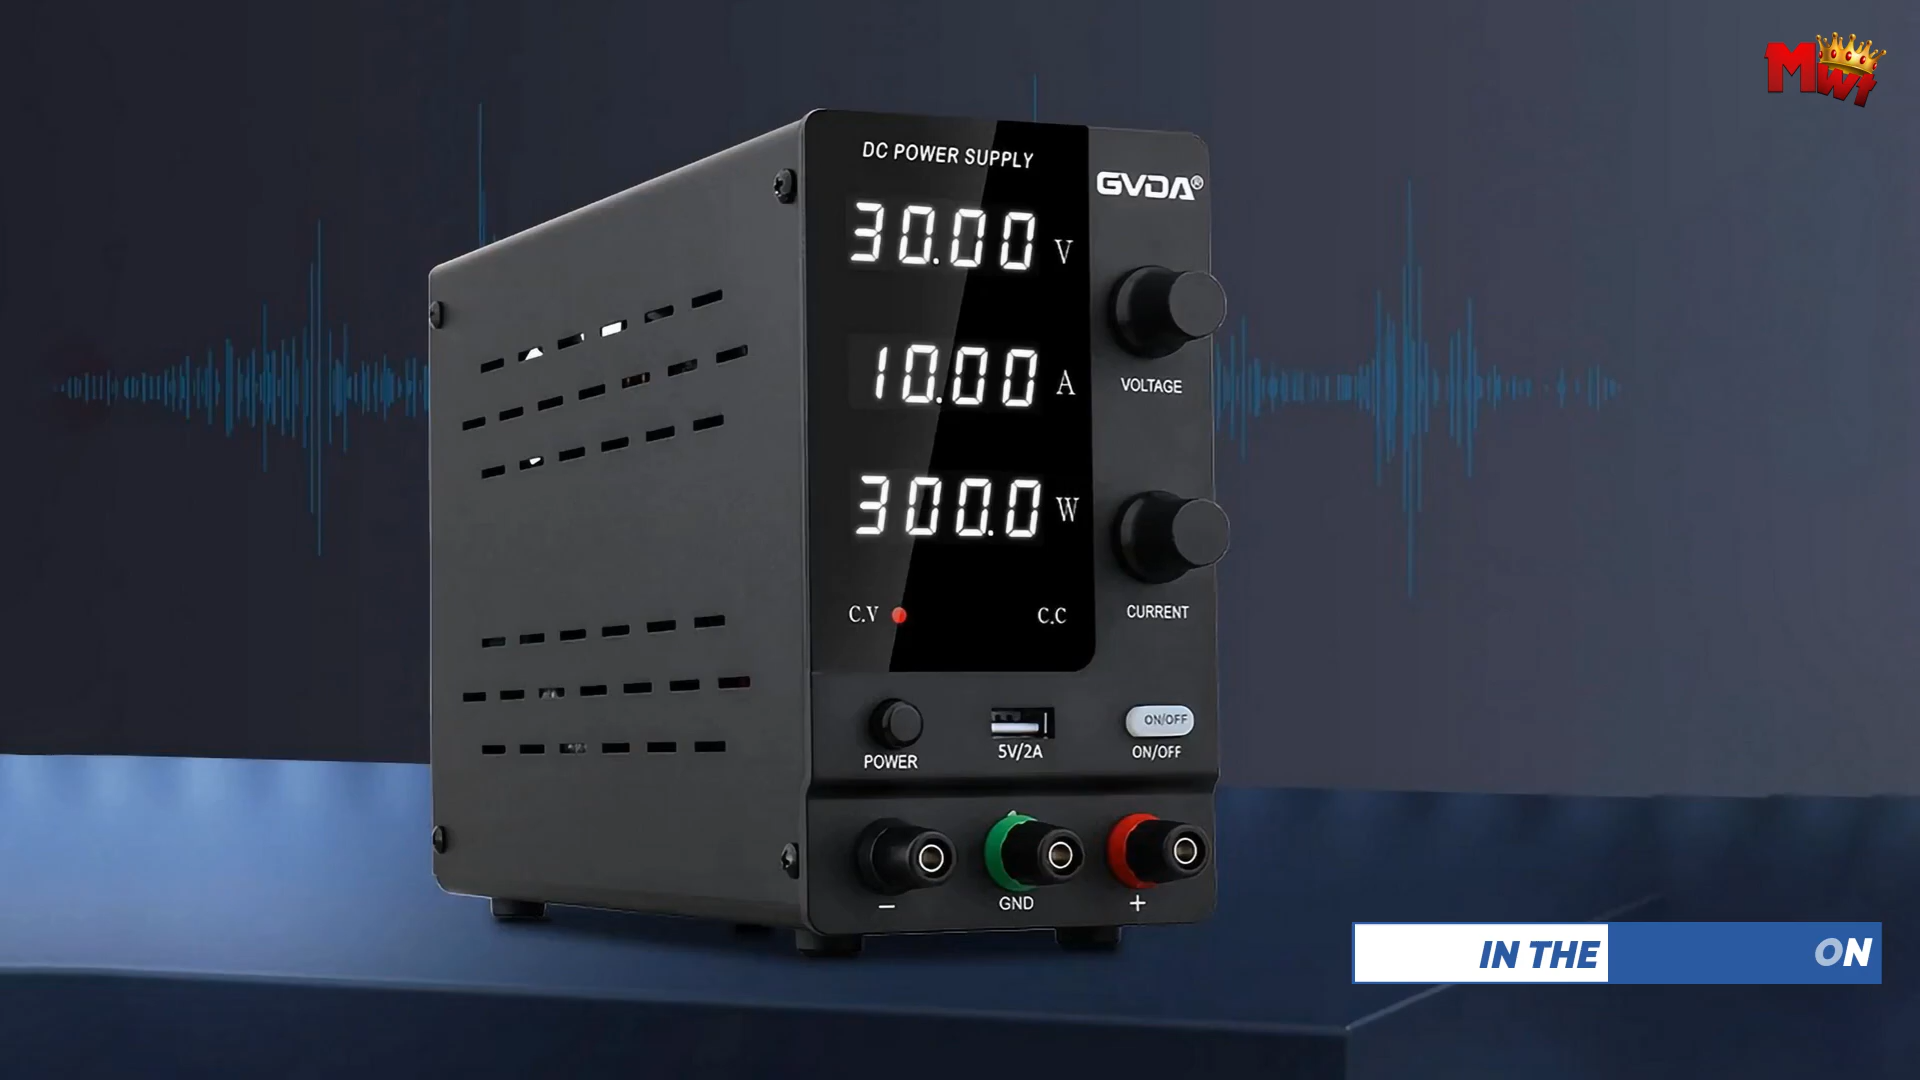 Mwt
DC POWER SUPPLY
GVDA®
30.00 V
10.00 A
VOLTAGE
300.0 W
C.V C.C
CURRENT
ON/OFF
POWER 5V/2A ON/OFF
− GND +
IN THE ON